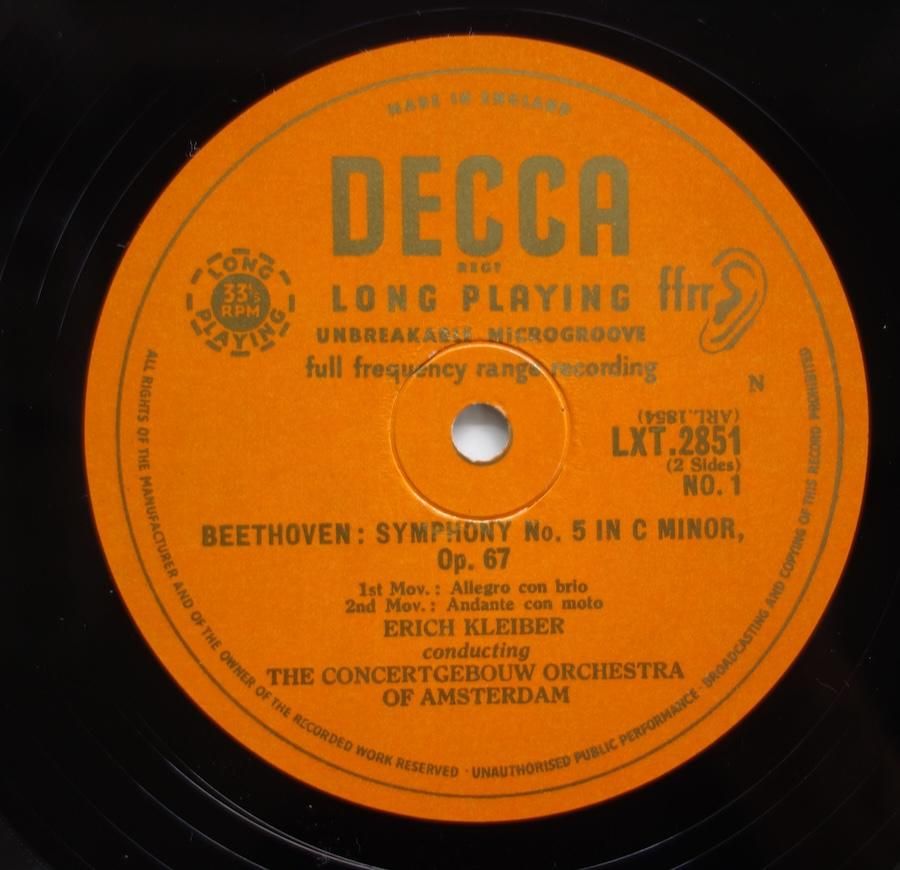 MADE IN ENGLAND
DECCA
REGD
LONG PLAYING
UNBREAKABLE MICROGROOVE
full frequency range recording
LONG
33⅓
RPM
PLAYING
ffrr
N
(ARL.1854)
LXT.2851
(2 Sides)
NO. 1
BEETHOVEN: SYMPHONY No. 5 IN C MINOR,
Op. 67
1st Mov.: Allegro con brio
2nd Mov.: Andante con moto
ERICH KLEIBER
conducting
THE CONCERTGEBOUW ORCHESTRA
OF AMSTERDAM
ALL RIGHTS OF THE MANUFACTURER AND OF THE OWNER OF THE RECORDED WORK RESERVED · UNAUTHORISED PUBLIC PERFORMANCE · BROADCASTING AND COPYING OF THIS RECORD PROHIBITED